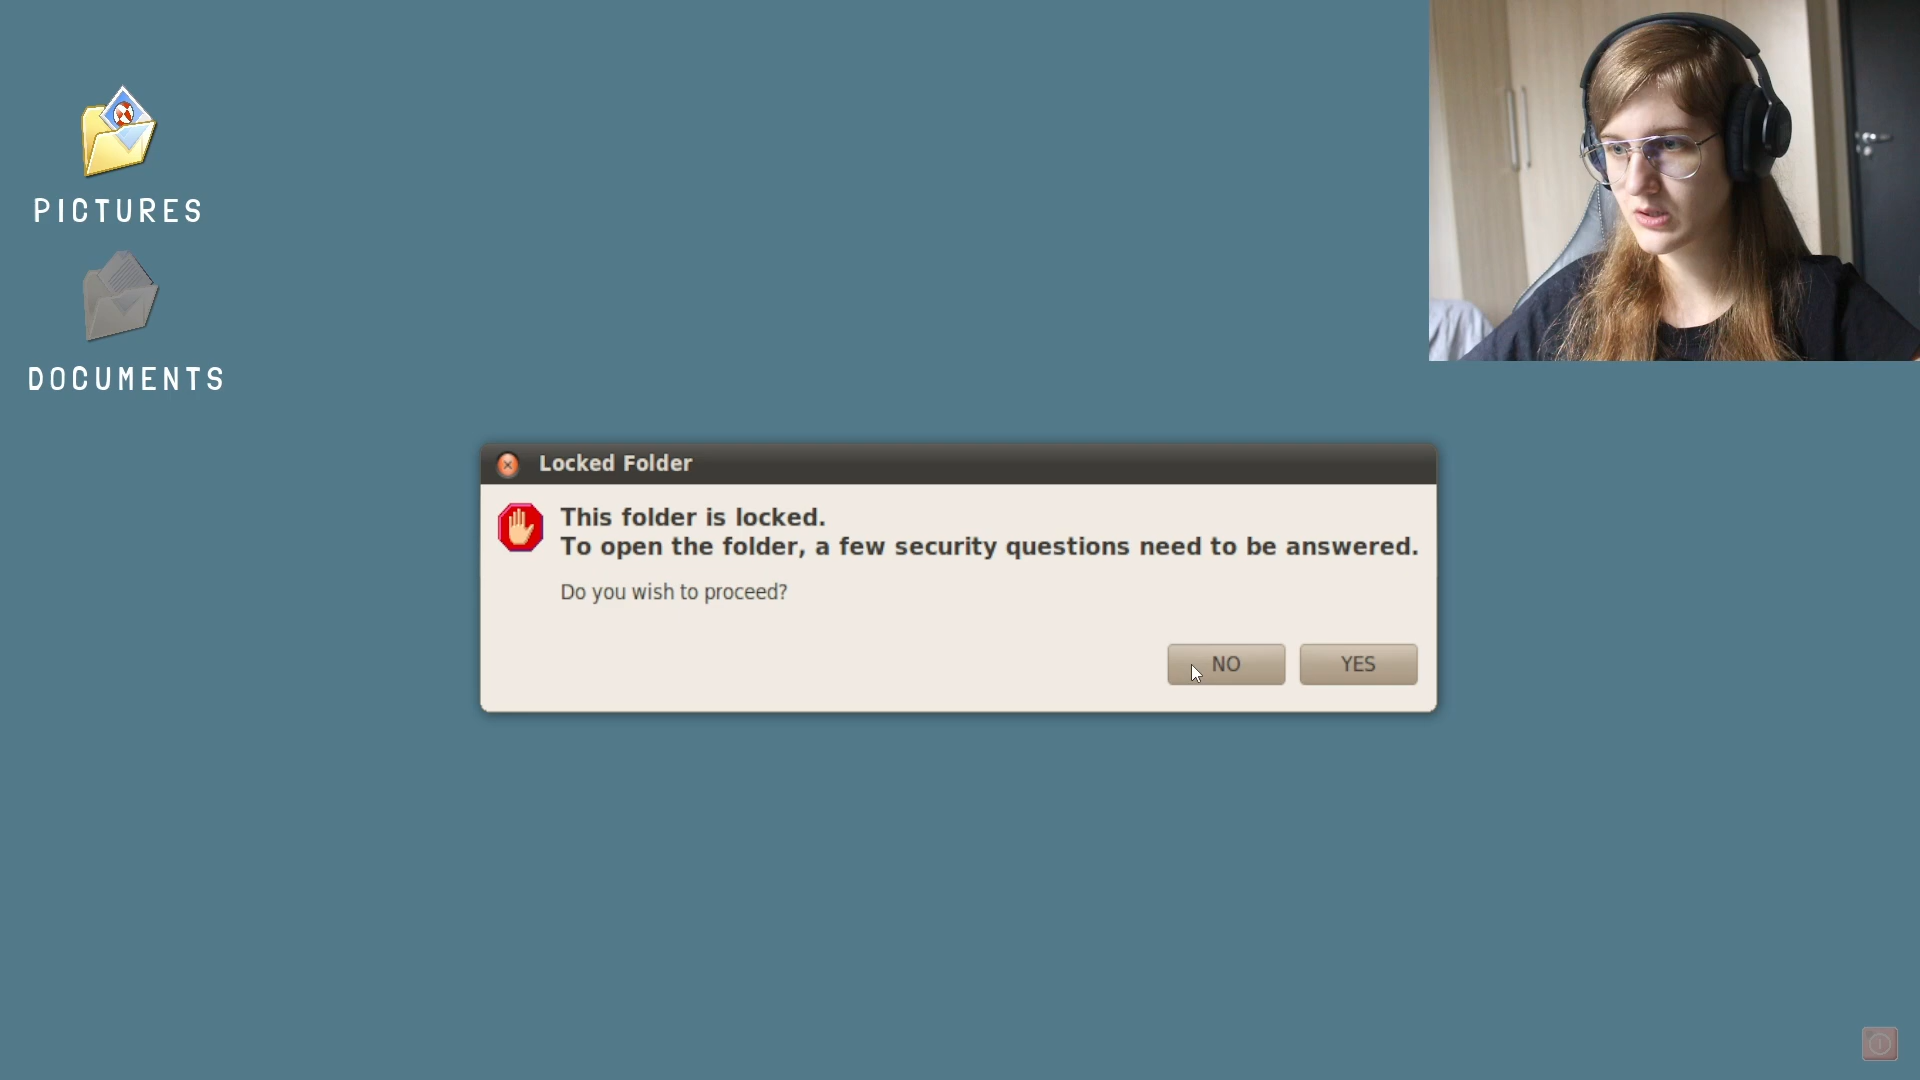 PICTURES
DOCUMENTS
Locked Folder
This folder is locked.
To open the folder, a few security questions need to be answered.
Do you wish to proceed?
NO
YES